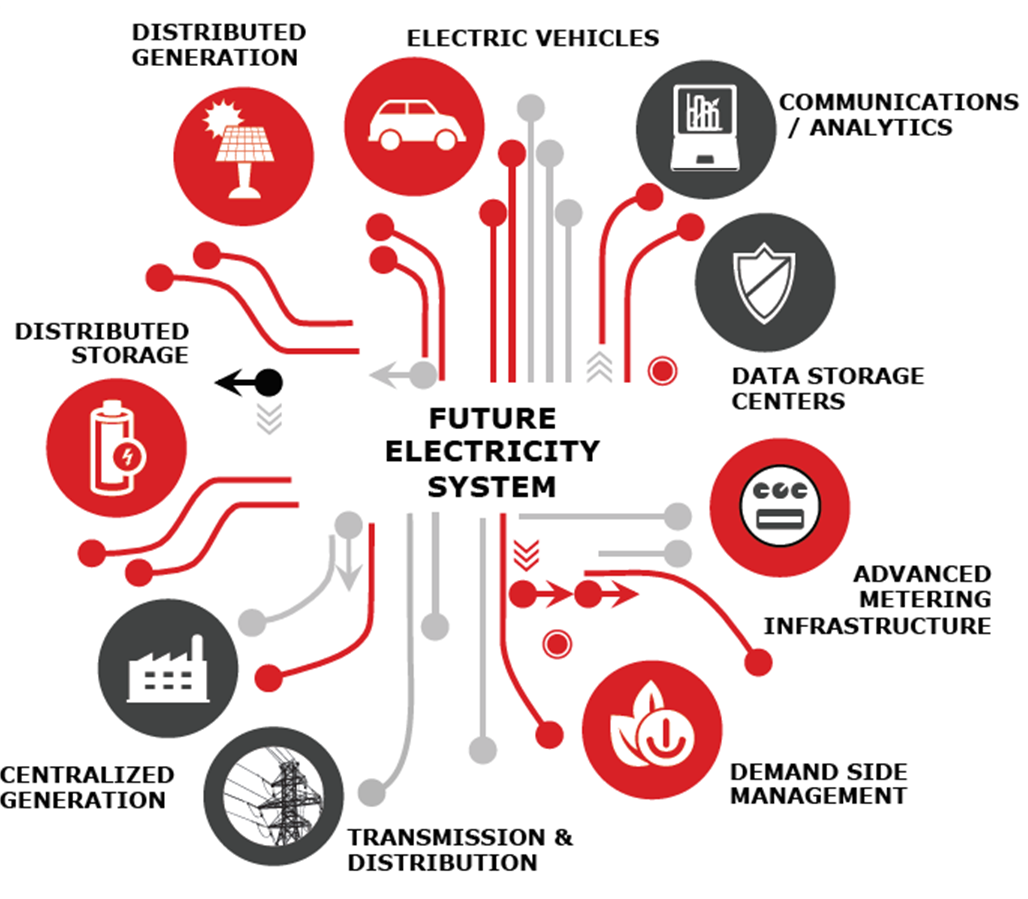 DISTRIBUTED
GENERATION
ELECTRIC VEHICLES
COMMUNICATIONS
/ ANALYTICS
DISTRIBUTED
STORAGE
DATA STORAGE
CENTERS
FUTURE
ELECTRICITY
SYSTEM
ADVANCED
METERING
INFRASTRUCTURE
CENTRALIZED
GENERATION
DEMAND SIDE
MANAGEMENT
TRANSMISSION &
DISTRIBUTION